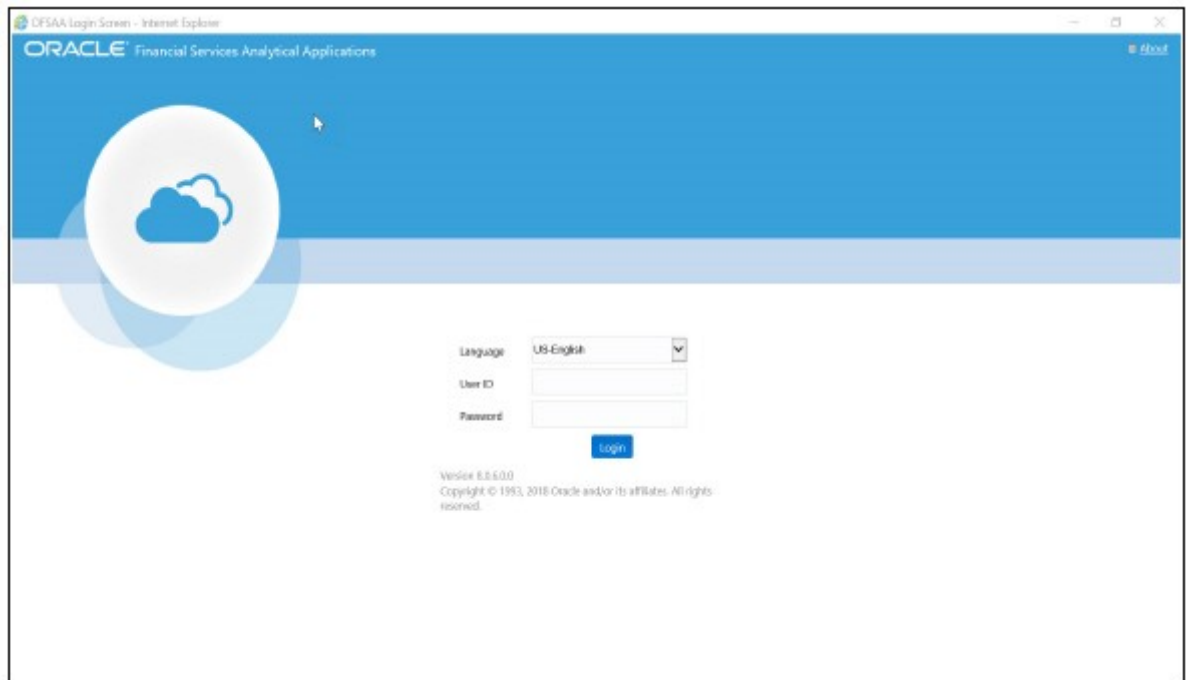 OFSAA Login Screen - Internet Explorer
ORACLE Financial Services Analytical Applications
About
Language US-English
User ID
Password
Login
Version 8.0.6.0.0
Copyright © 1993, 2018 Oracle and/or its affiliates. All rights
reserved.